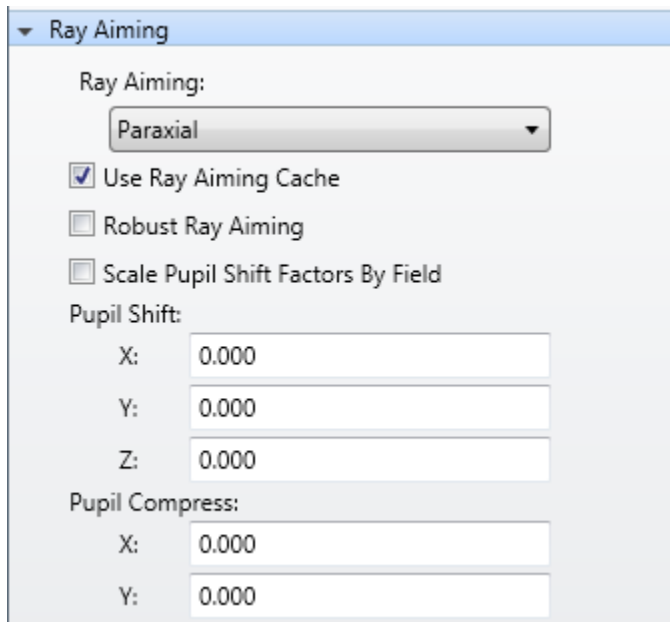 Ray Aiming
Ray Aiming:
Paraxial
Use Ray Aiming Cache
Robust Ray Aiming
Scale Pupil Shift Factors By Field
Pupil Shift:
X: 0.000
Y: 0.000
Z: 0.000
Pupil Compress:
X: 0.000
Y: 0.000